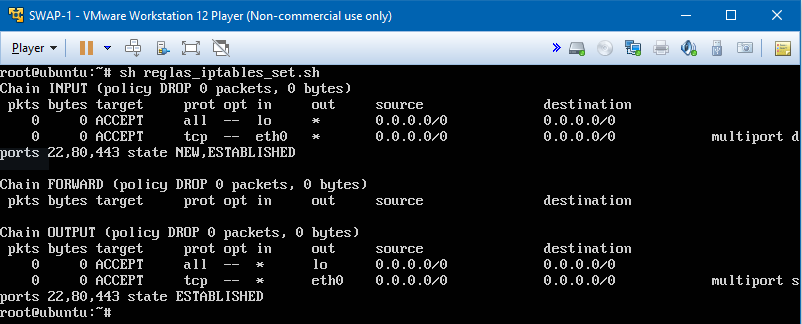 SWAP-1 - VMware Workstation 12 Player (Non-commercial use only)
Player
root@ubuntu:~# sh reglas_iptables_set.sh
Chain INPUT (policy DROP 0 packets, 0 bytes)
 pkts bytes target     prot opt in     out     source               destination
    0     0 ACCEPT     all  --  lo     *       0.0.0.0/0            0.0.0.0/0
    0     0 ACCEPT     tcp  --  eth0   *       0.0.0.0/0            0.0.0.0/0            multiport d
ports 22,80,443 state NEW,ESTABLISHED
Chain FORWARD (policy DROP 0 packets, 0 bytes)
 pkts bytes target     prot opt in     out     source               destination
Chain OUTPUT (policy DROP 0 packets, 0 bytes)
 pkts bytes target     prot opt in     out     source               destination
    0     0 ACCEPT     all  --  *      lo      0.0.0.0/0            0.0.0.0/0
    0     0 ACCEPT     tcp  --  *      eth0    0.0.0.0/0            0.0.0.0/0            multiport s
ports 22,80,443 state ESTABLISHED
root@ubuntu:~#